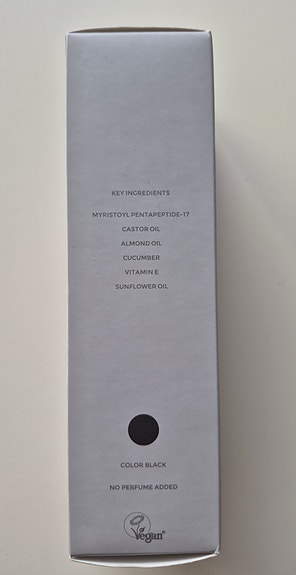 KEY INGREDIENTS
MYRISTOYL PENTAPEPTIDE-17
CASTOR OIL
ALMOND OIL
CUCUMBER
VITAMIN E
SUNFLOWER OIL
COLOR BLACK
NO PERFUME ADDED
Vegan®